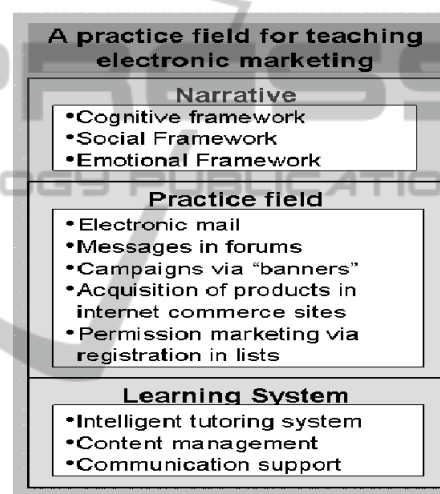 A practice field for teaching
electronic marketing
Narrative
•Cognitive framework
•Social Framework
•Emotional Framework
Practice field
•Electronic mail
•Messages in forums
•Campaigns via “banners”
•Acquisition of products in
internet commerce sites
•Permission marketing via
registration in lists
Learning System
•Intelligent tutoring system
•Content management
•Communication support